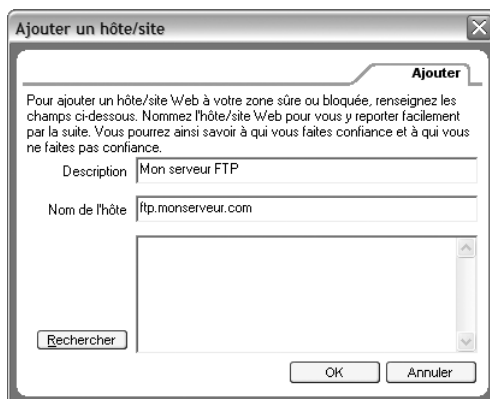 Ajouter un hôte/site
Ajouter
Pour ajouter un hôte/site Web à votre zone sûre ou bloquée, renseignez les
champs ci-dessous. Nommez l'hôte/site Web pour vous y reporter facilement
par la suite. Vous pourrez ainsi savoir à qui vous faites confiance et à qui vous
ne faites pas confiance.
Description Mon serveur FTP
Nom de l'hôte ftp.monserveur.com
Rechercher
OK Annuler